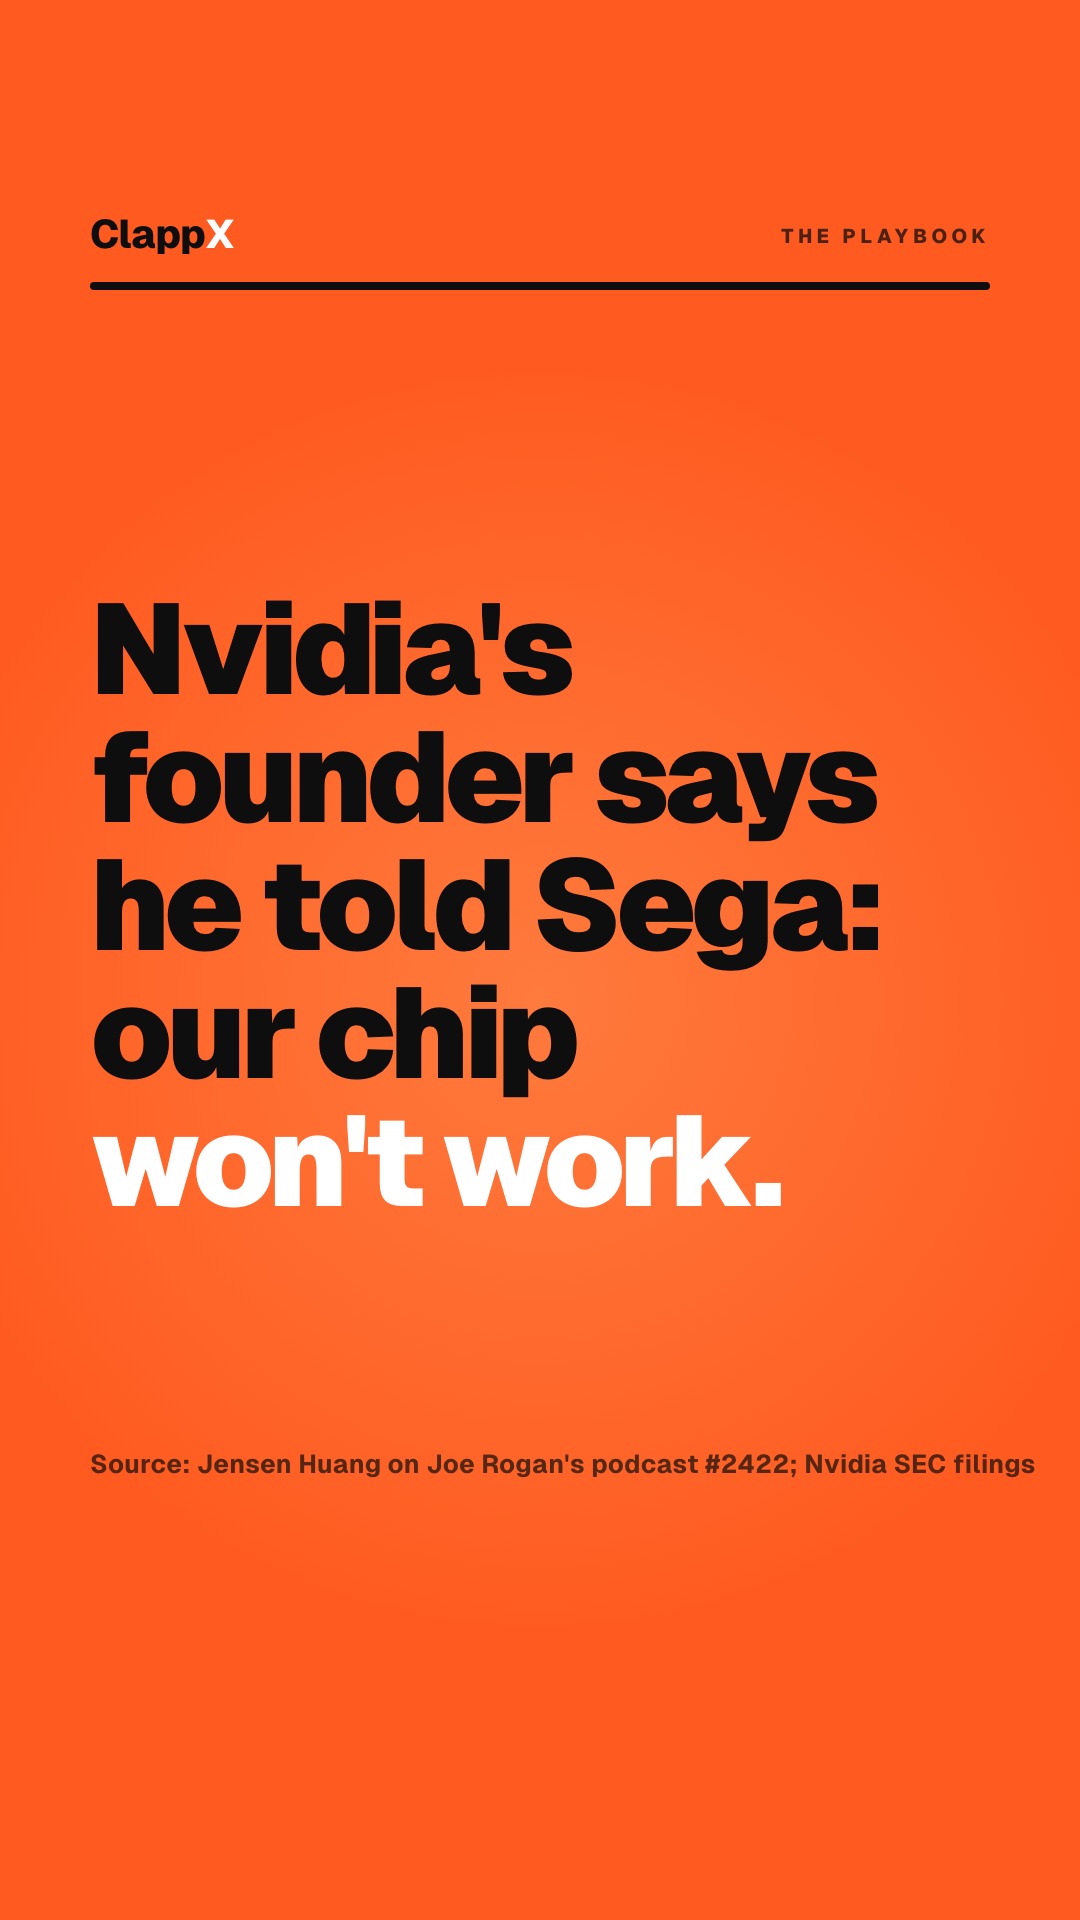 ClappX
THE PLAYBOOK
Nvidia's
founder says
he told Sega:
our chip
won't work.
Source: Jensen Huang on Joe Rogan's podcast #2422; Nvidia SEC filings